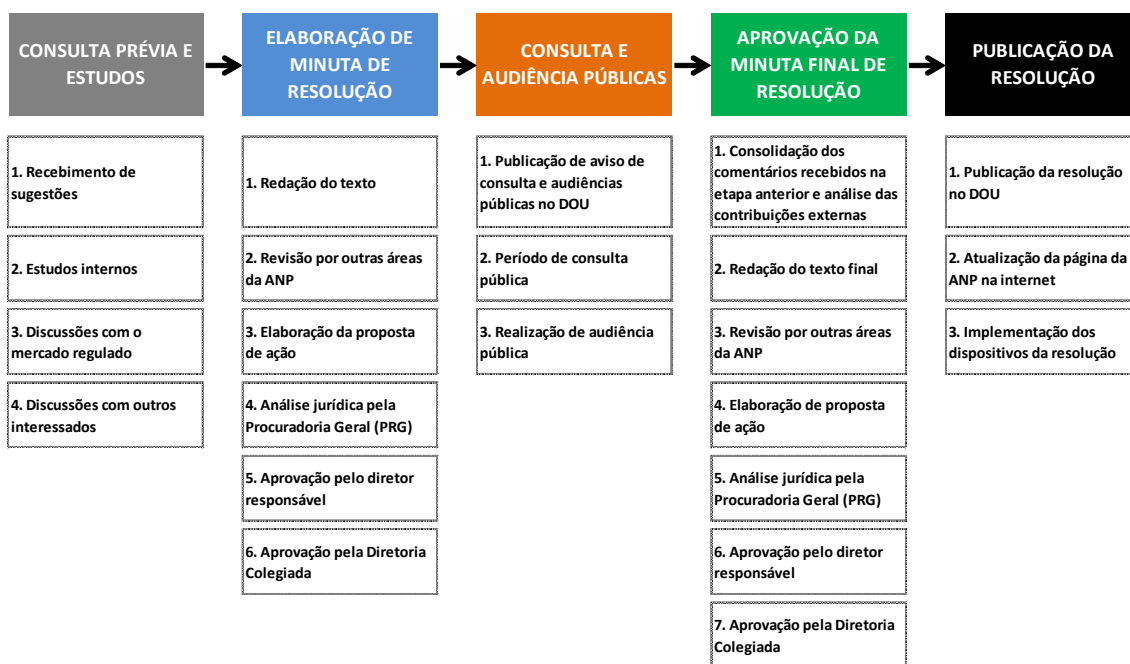 CONSULTA PRÉVIA E
ESTUDOS
ELABORAÇÃO DE
MINUTA DE
RESOLUÇÃO
CONSULTA E
AUDIÊNCIA PÚBLICAS
APROVAÇÃO DA
MINUTA FINAL DE
RESOLUÇÃO
PUBLICAÇÃO DA
RESOLUÇÃO
1. Recebimento de
sugestões
2. Estudos internos
3. Discussões com o
mercado regulado
4. Discussões com outros
interessados
1. Redação do texto
2. Revisão por outras áreas
da ANP
3. Elaboração da proposta
de ação
4. Análise jurídica pela
Procuradoria Geral (PRG)
5. Aprovação pelo diretor
responsável
6. Aprovação pela Diretoria
Colegiada
1. Publicação de aviso de
consulta e audiências
públicas no DOU
2. Período de consulta
pública
3. Realização de audiência
pública
1. Consolidação dos
comentários recebidos na
etapa anterior e análise das
contribuições externas
2. Redação do texto final
3. Revisão por outras áreas
da ANP
4. Elaboração de proposta
de ação
5. Análise jurídica pela
Procuradoria Geral (PRG)
6. Aprovação pelo diretor
responsável
7. Aprovação pela Diretoria
Colegiada
1. Publicação da resolução
no DOU
2. Atualização da página da
ANP na internet
3. Implementação dos
dispositivos da resolução